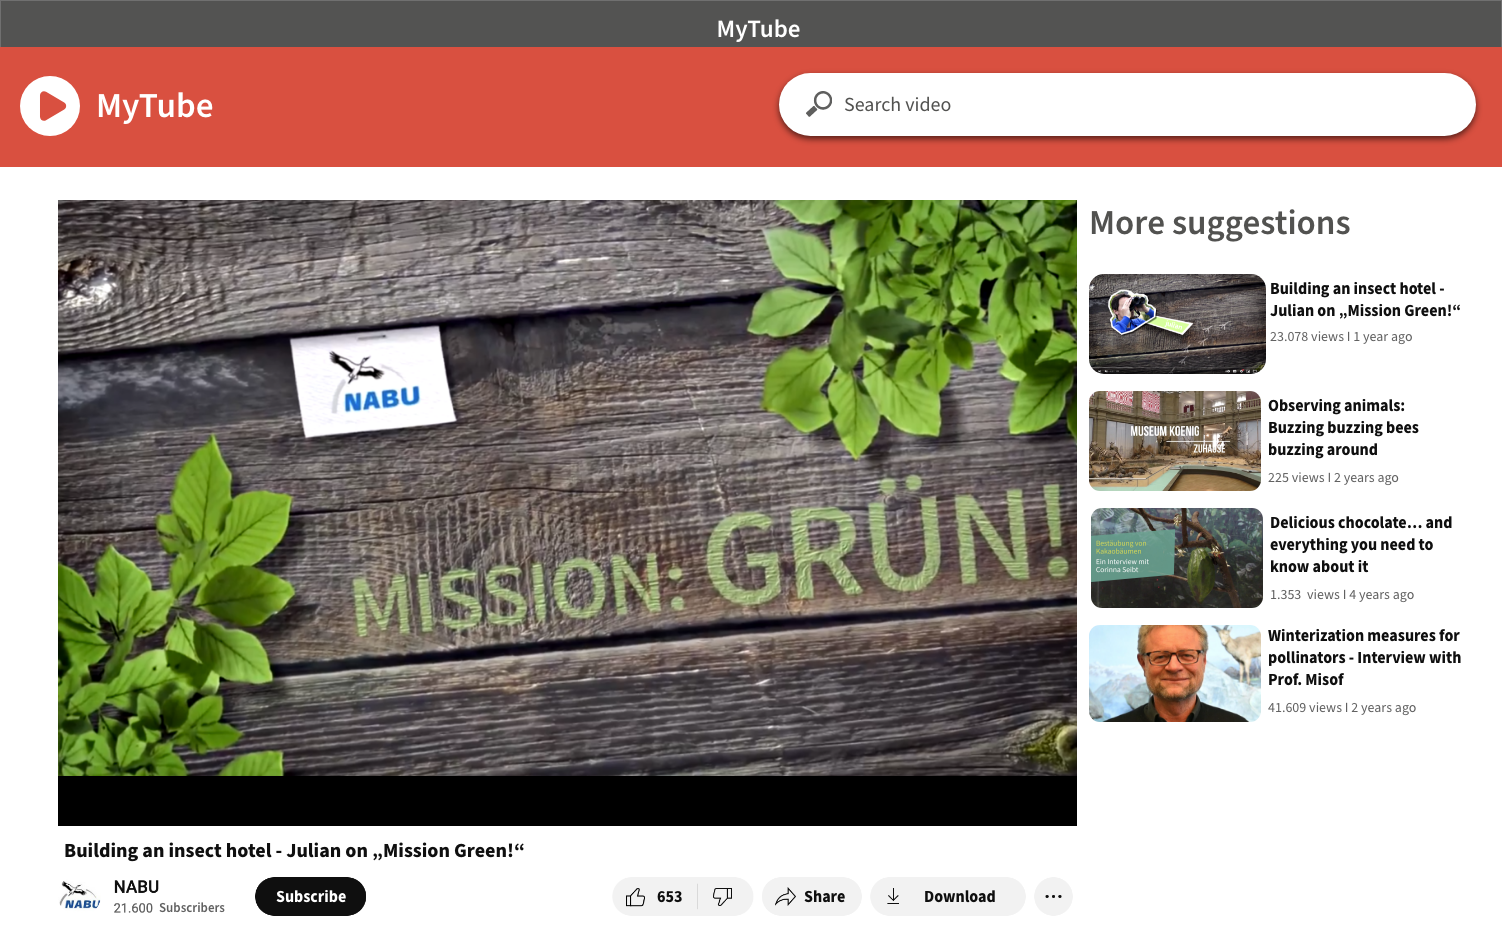 MyTube
MyTube
Search video
NABU
MISSION: GRÜN!
More suggestions
Building an insect hotel -
Julian on „Mission Green!“
23.078 views I 1 year ago
MUSEUM KOENIG
ZUHAUSE
Observing animals:
Buzzing buzzing bees
buzzing around
225 views I 2 years ago
Bestäubung von
Kakaobäumen
Ein Interview mit
Corinna Seibt
Delicious chocolate... and
everything you need to
know about it
1.353 views I 4 years ago
Winterization measures for
pollinators - Interview with
Prof. Misof
41.609 views I 2 years ago
Building an insect hotel - Julian on „Mission Green!“
NABU
NABU
21.600 Subscribers
Subscribe
653
Share
Download